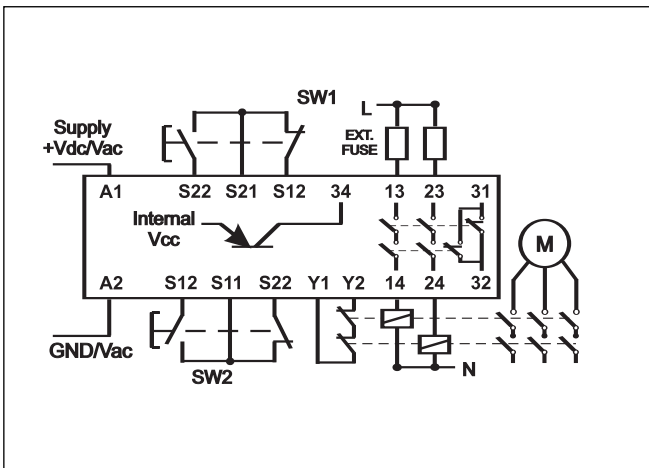 SW1
L
Supply
+Vdc/Vac
EXT.
FUSE
A1 S22 S21 S12 34 13 23 31
Internal
Vcc
M
A2 S12 S11 S22 Y1 Y2 14 24 32
GND/Vac
SW2
N